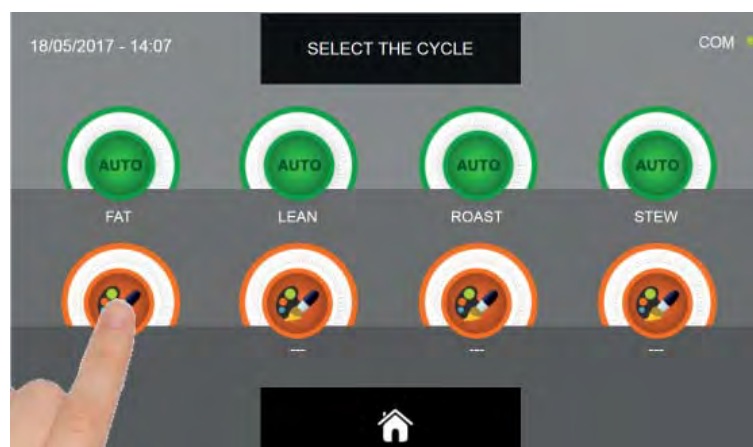 18/05/2017 - 14:07
SELECT THE CYCLE
COM
AUTO AUTO AUTO AUTO
FAT LEAN ROAST STEW
--- --- ---